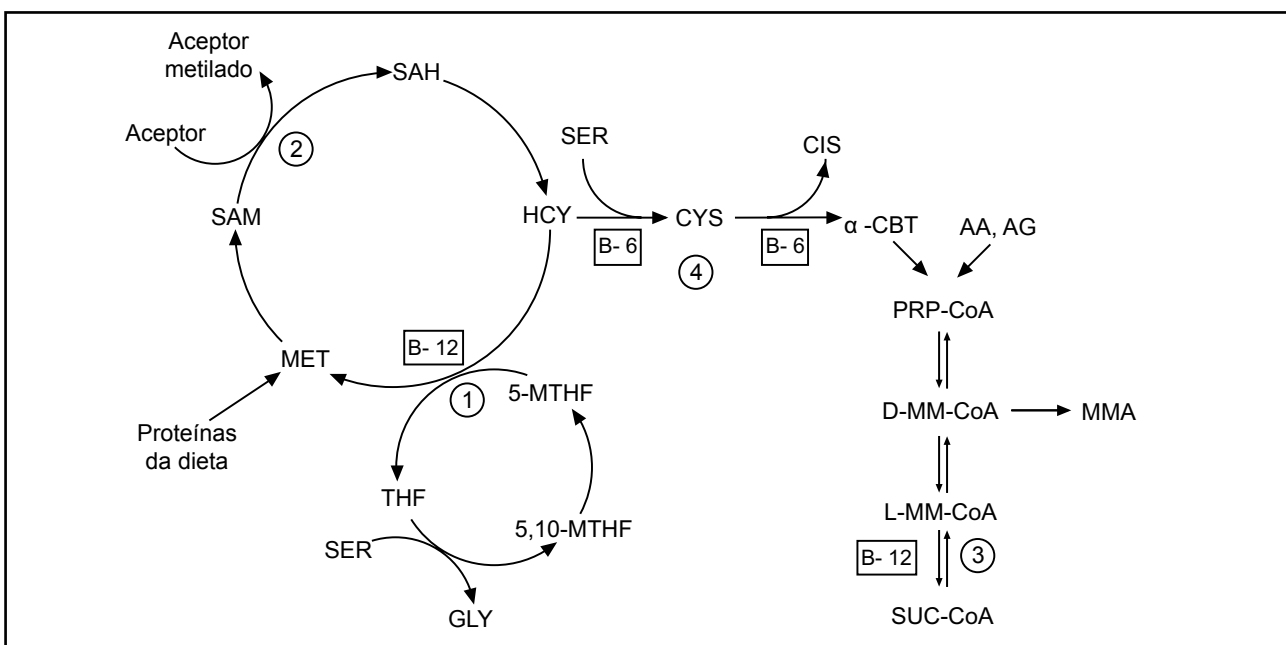 Aceptor
metilado
SAH
Aceptor
2
SER
CIS
SAM
HCY
CYS
α -CBT
AA, AG
B- 6
4
B- 6
PRP-CoA
MET
B- 12
1
5-MTHF
D-MM-CoA
MMA
Proteínas
da dieta
THF
5,10-MTHF
L-MM-CoA
SER
B- 12
3
GLY
SUC-CoA